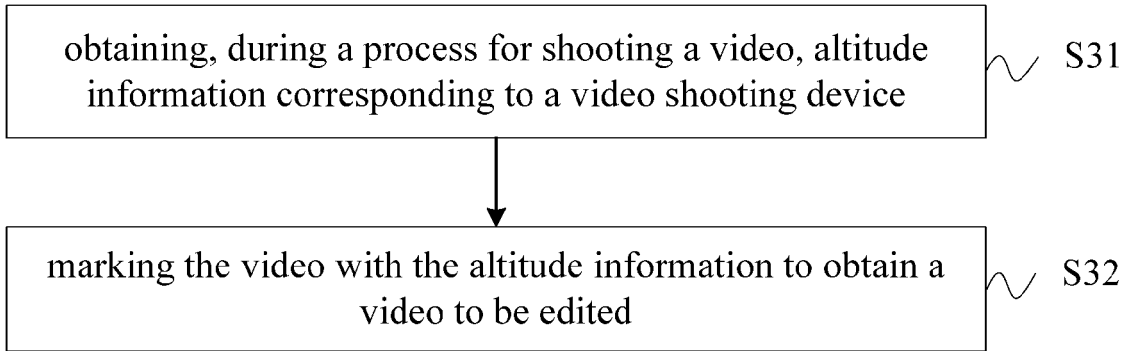 obtaining, during a process for shooting a video, altitude
information corresponding to a video shooting device
S31
marking the video with the altitude information to obtain a
video to be edited
S32